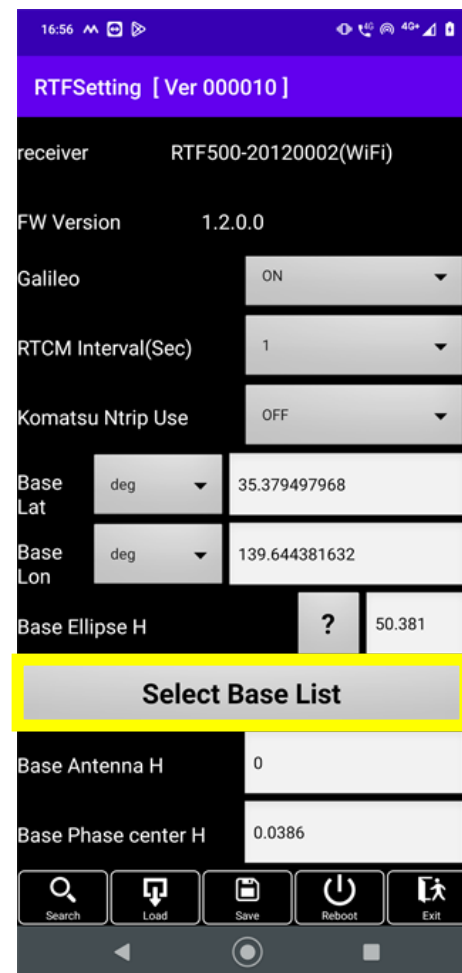 16:56 4G 4G+
RTFSetting [ Ver 000010 ]
receiver RTF500-20120002(WiFi)
FW Version 1.2.0.0
Galileo ON
RTCM Interval(Sec) 1
Komatsu Ntrip Use OFF
Base Lat deg 35.379497968
Base Lon deg 139.644381632
Base Ellipse H ? 50.381
Select Base List
Base Antenna H 0
Base Phase center H 0.0386
Search Load Save Reboot Exit